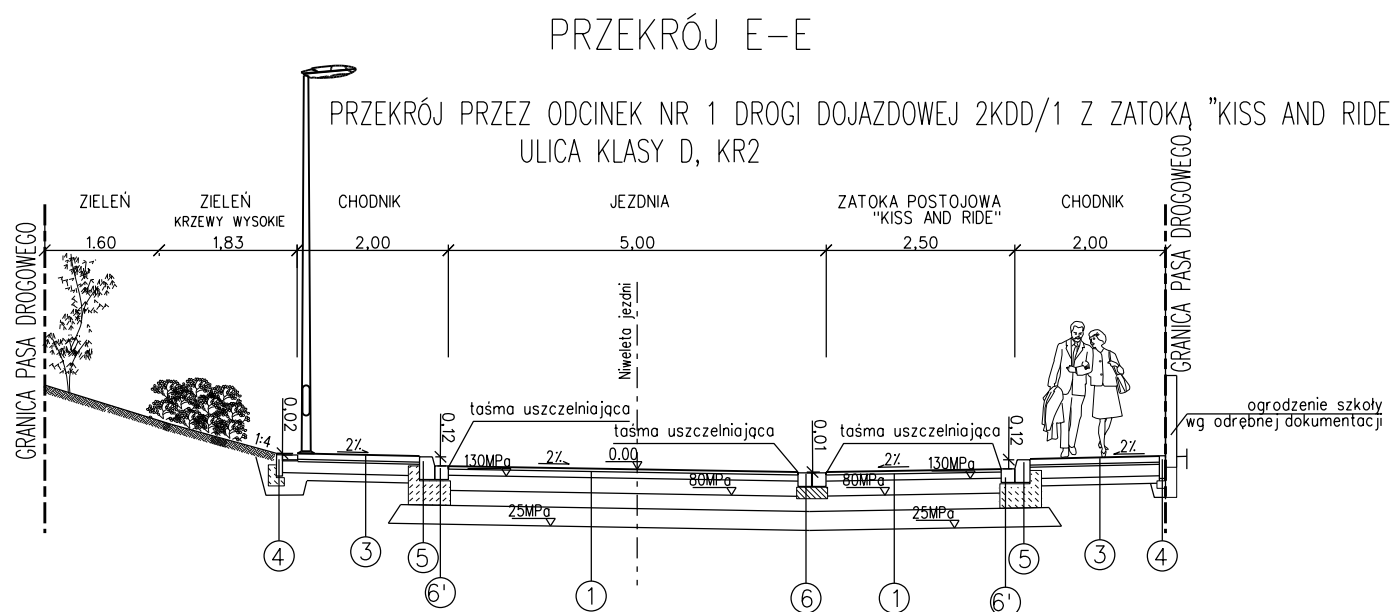 PRZEKRÓJ E-E
PRZEKRÓJ PRZEZ ODCINEK NR 1 DROGI DOJAZDOWEJ 2KDD/1 Z ZATOKĄ "KISS AND RIDE
ULICA KLASY D, KR2
ZIELEŃ
ZIELEŃ
KRZEWY WYSOKIE
CHODNIK
JEZDNIA
ZATOKA POSTOJOWA
"KISS AND RIDE"
CHODNIK
1.60
1,83
2,00
5,00
2,50
2,00
GRANICA PASA DROGOWEGO
GRANICA PASA DROGOWEGO
Niweleta jezdni
1:4
0.02
2%
0,12
taśma uszczelniająca
130MPa
2%
0.00
taśma uszczelniająca
80MPa
25MPa
0.01
taśma uszczelniająca
2%
130MPa
80MPa
25MPa
0,12
2%
ogrodzenie szkoły
wg odrębnej dokumentacji
4
3
5
6'
1
6
1
6'
5
3
4